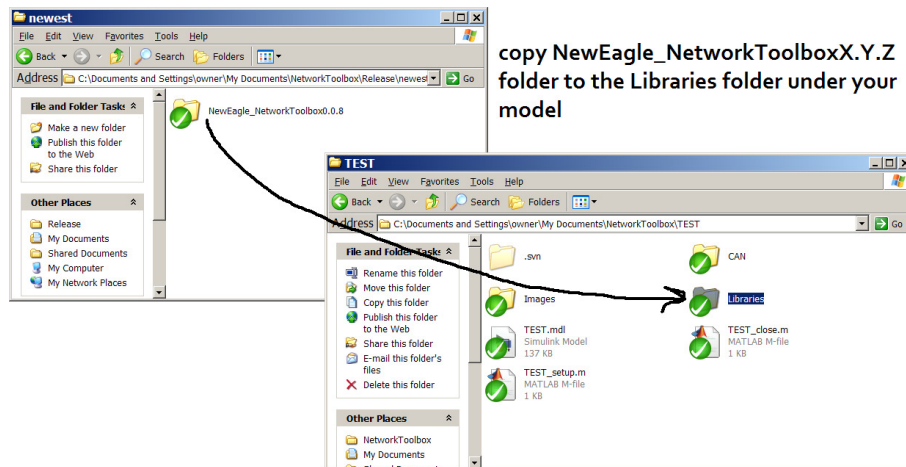 newest
File Edit View Favorites Tools Help
Back Search Folders
Address C:\Documents and Settings\owner\My Documents\NetworkToolbox\Release\newest Go
File and Folder Tasks
Make a new folder
Publish this folder
to the Web
Share this folder
Other Places
Release
My Documents
Shared Documents
My Computer
My Network Places
NewEagle_NetworkToolbox0.0.8
copy NewEagle_NetworkToolboxX.Y.Z
folder to the Libraries folder under your
model
TEST
File Edit View Favorites Tools Help
Back Search Folders
Address C:\Documents and Settings\owner\My Documents\NetworkToolbox\TEST Go
File and Folder Tasks
Rename this folder
Move this folder
Copy this folder
Publish this folder
to the Web
Share this folder
E-mail this folder's
files
Delete this folder
Other Places
NetworkToolbox
My Documents
.svn
CAN
Images
Libraries
TEST.mdl
Simulink Model
137 KB
TEST_close.m
MATLAB M-file
1 KB
TEST_setup.m
MATLAB M-file
1 KB